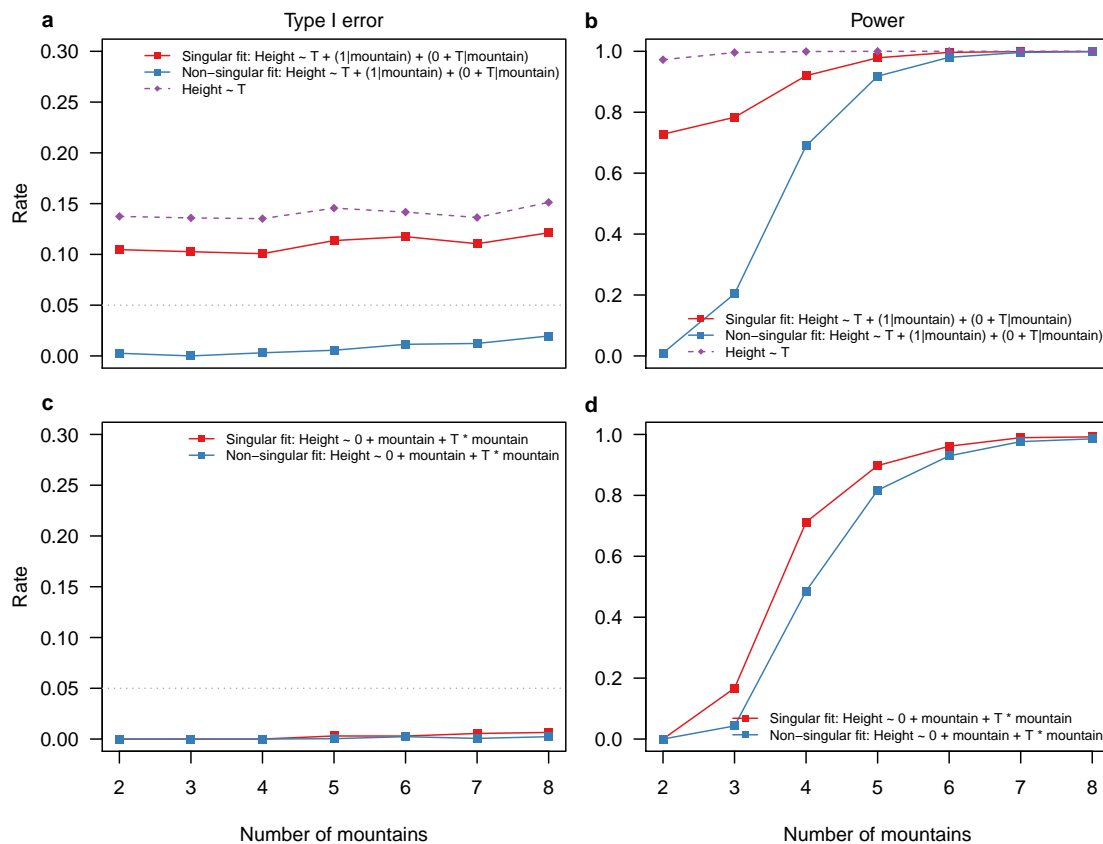 a
Type I error
0.30
0.25
0.20
0.15
0.10
0.05
0.00
Rate
Singular fit: Height ~ T + (1|mountain) + (0 + T|mountain)
Non−singular fit: Height ~ T + (1|mountain) + (0 + T|mountain)
Height ~ T
b
Power
1.0
0.8
0.6
0.4
0.2
0.0
Singular fit: Height ~ T + (1|mountain) + (0 + T|mountain)
Non−singular fit: Height ~ T + (1|mountain) + (0 + T|mountain)
Height ~ T
c
0.30
0.25
0.20
0.15
0.10
0.05
0.00
Rate
Singular fit: Height ~ 0 + mountain + T * mountain
Non−singular fit: Height ~ 0 + mountain + T * mountain
2 3 4 5 6 7 8
Number of mountains
d
1.0
0.8
0.6
0.4
0.2
0.0
Singular fit: Height ~ 0 + mountain + T * mountain
Non−singular fit: Height ~ 0 + mountain + T * mountain
2 3 4 5 6 7 8
Number of mountains